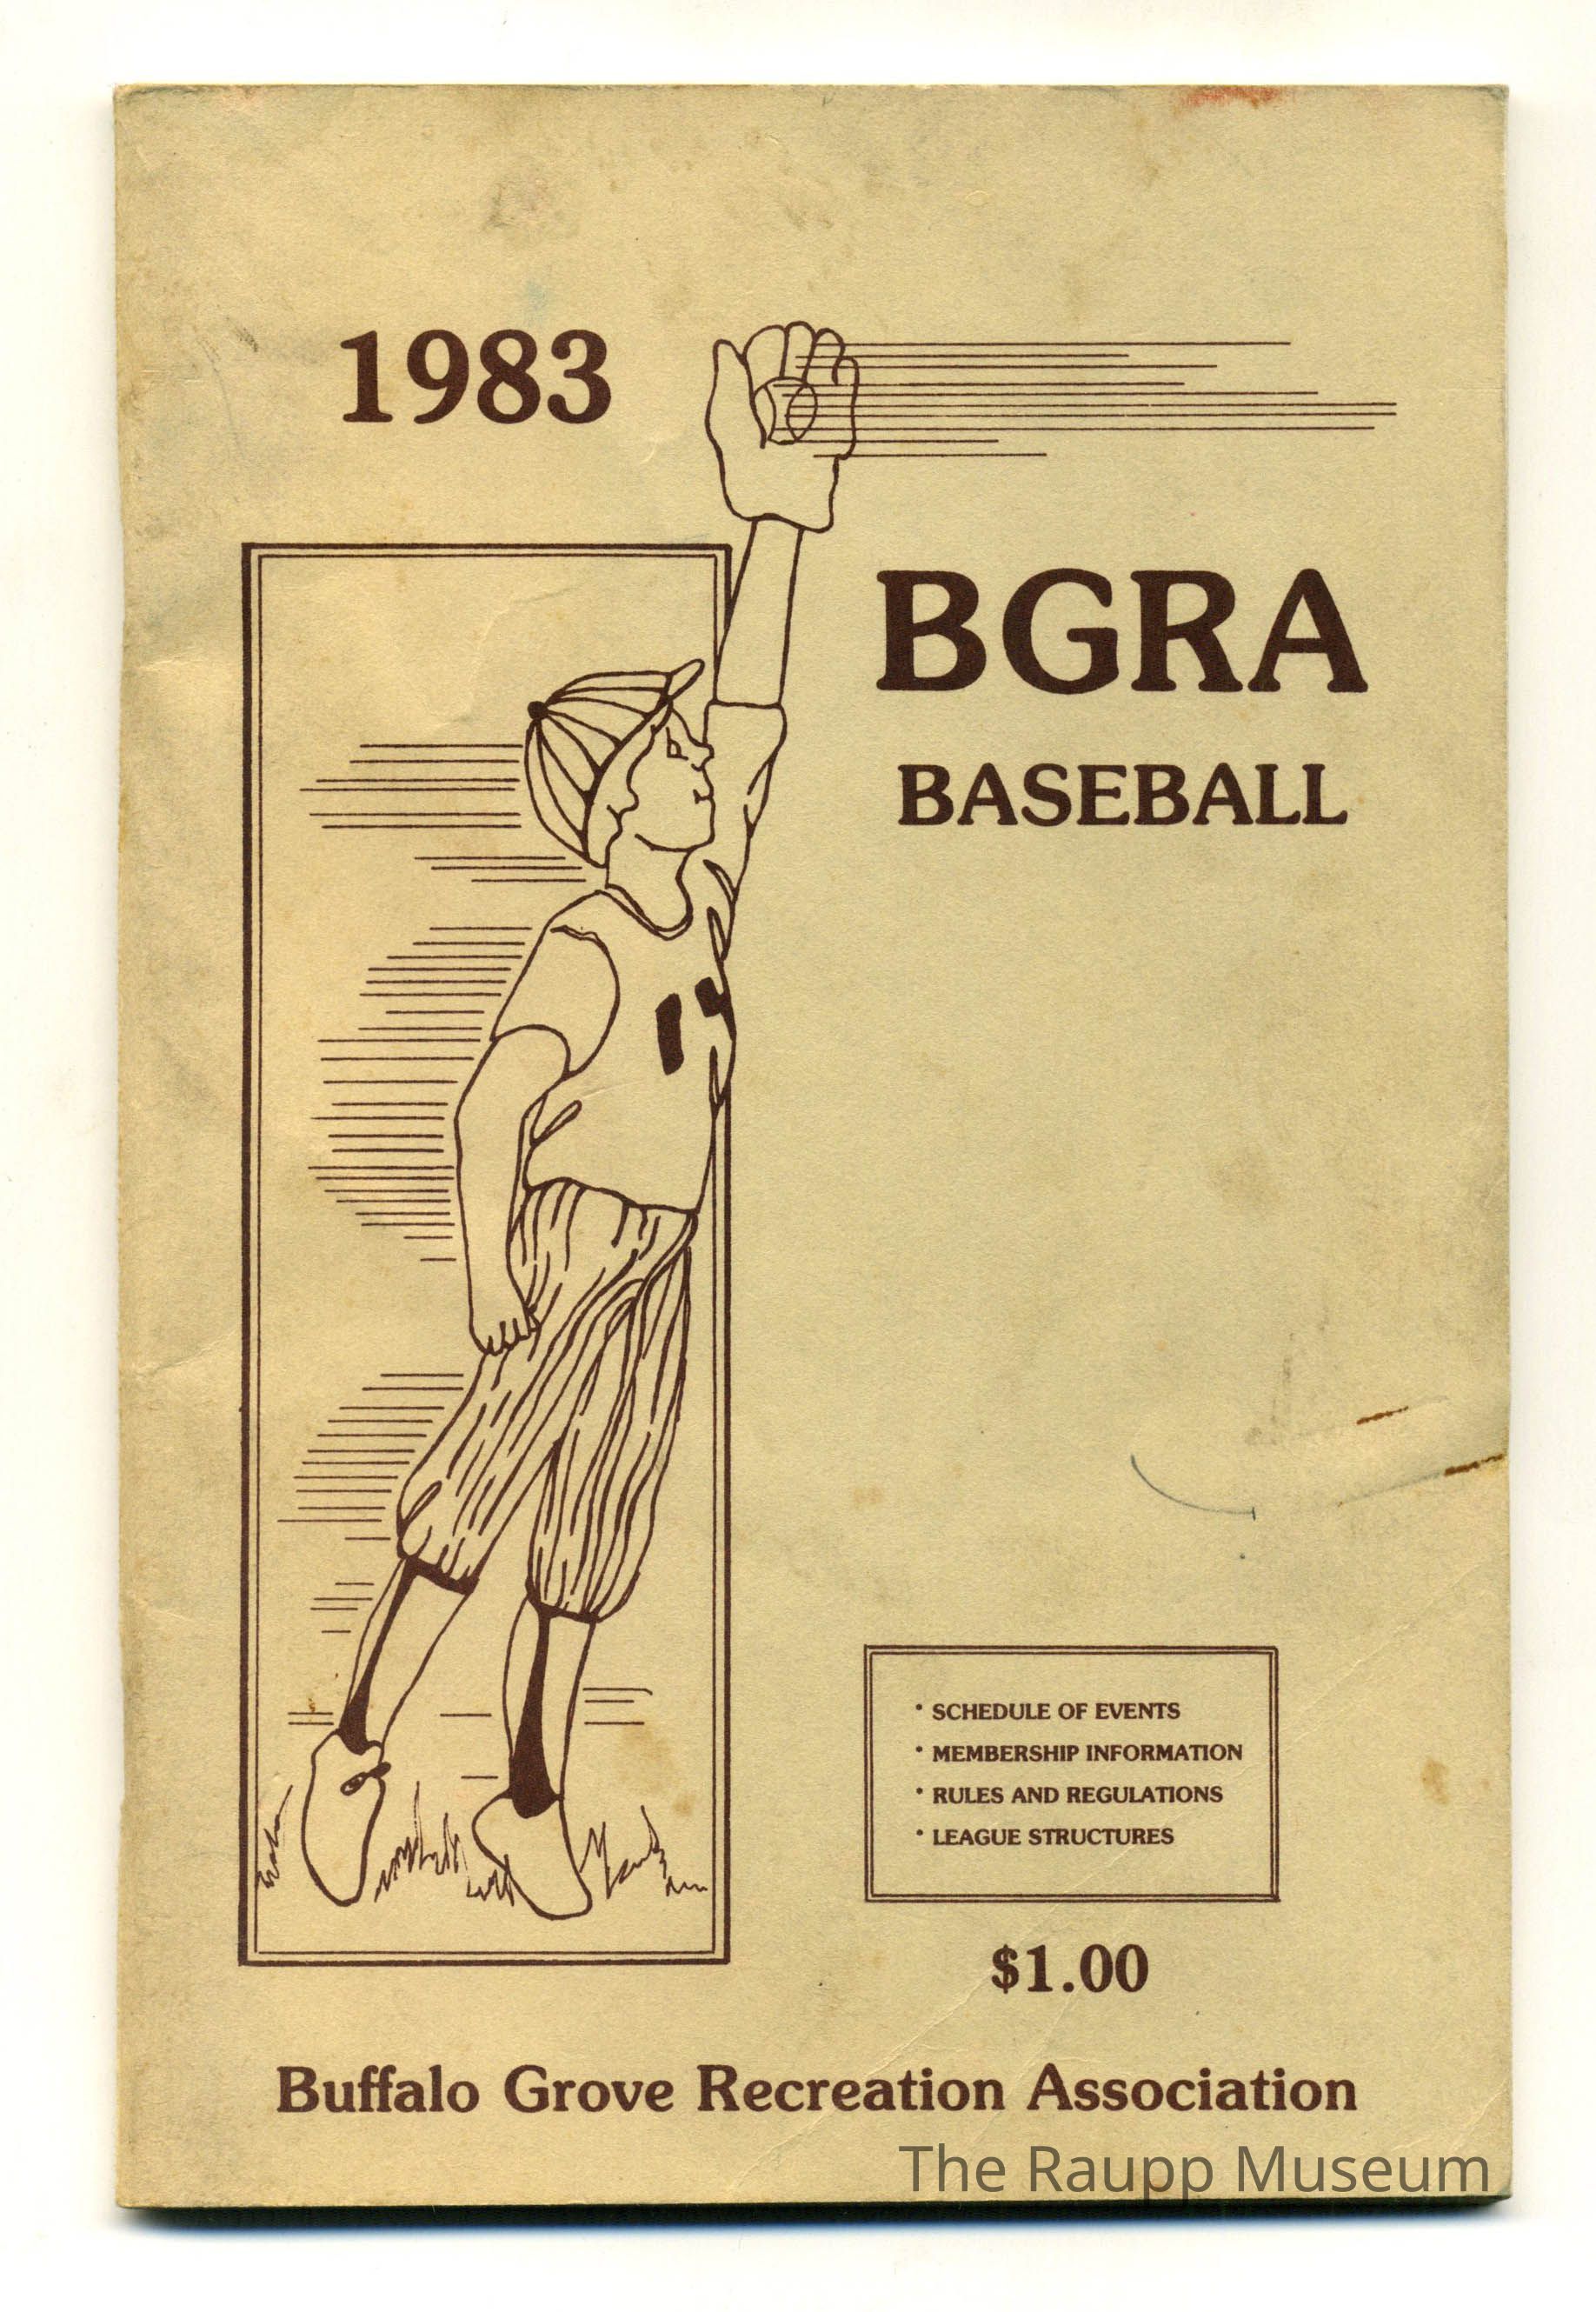 1983
BGRA
BASEBALL
• SCHEDULE OF EVENTS
• MEMBERSHIP INFORMATION
• RULES AND REGULATIONS
• LEAGUE STRUCTURES
$1.00
Buffalo Grove Recreation Association
The Raupp Museum